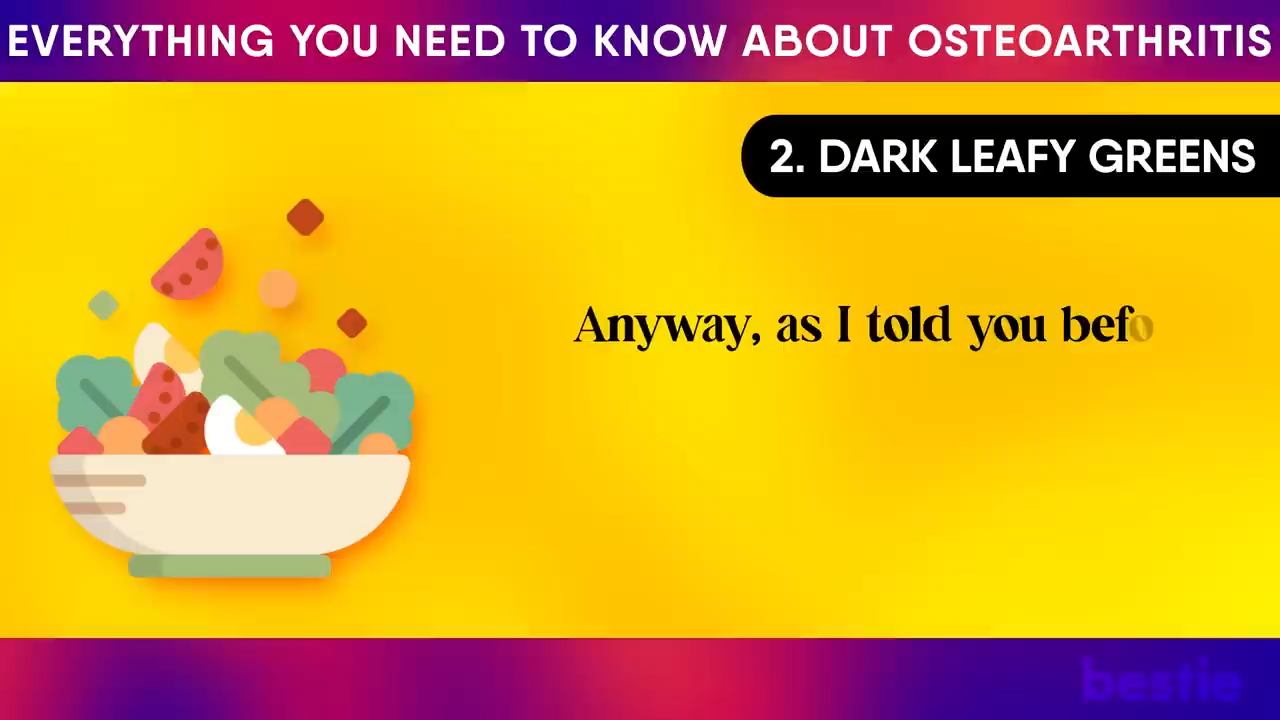 EVERYTHING YOU NEED TO KNOW ABOUT OSTEOARTHRITIS
2. DARK LEAFY GREENS
Anyway, as I told you befo
bestie